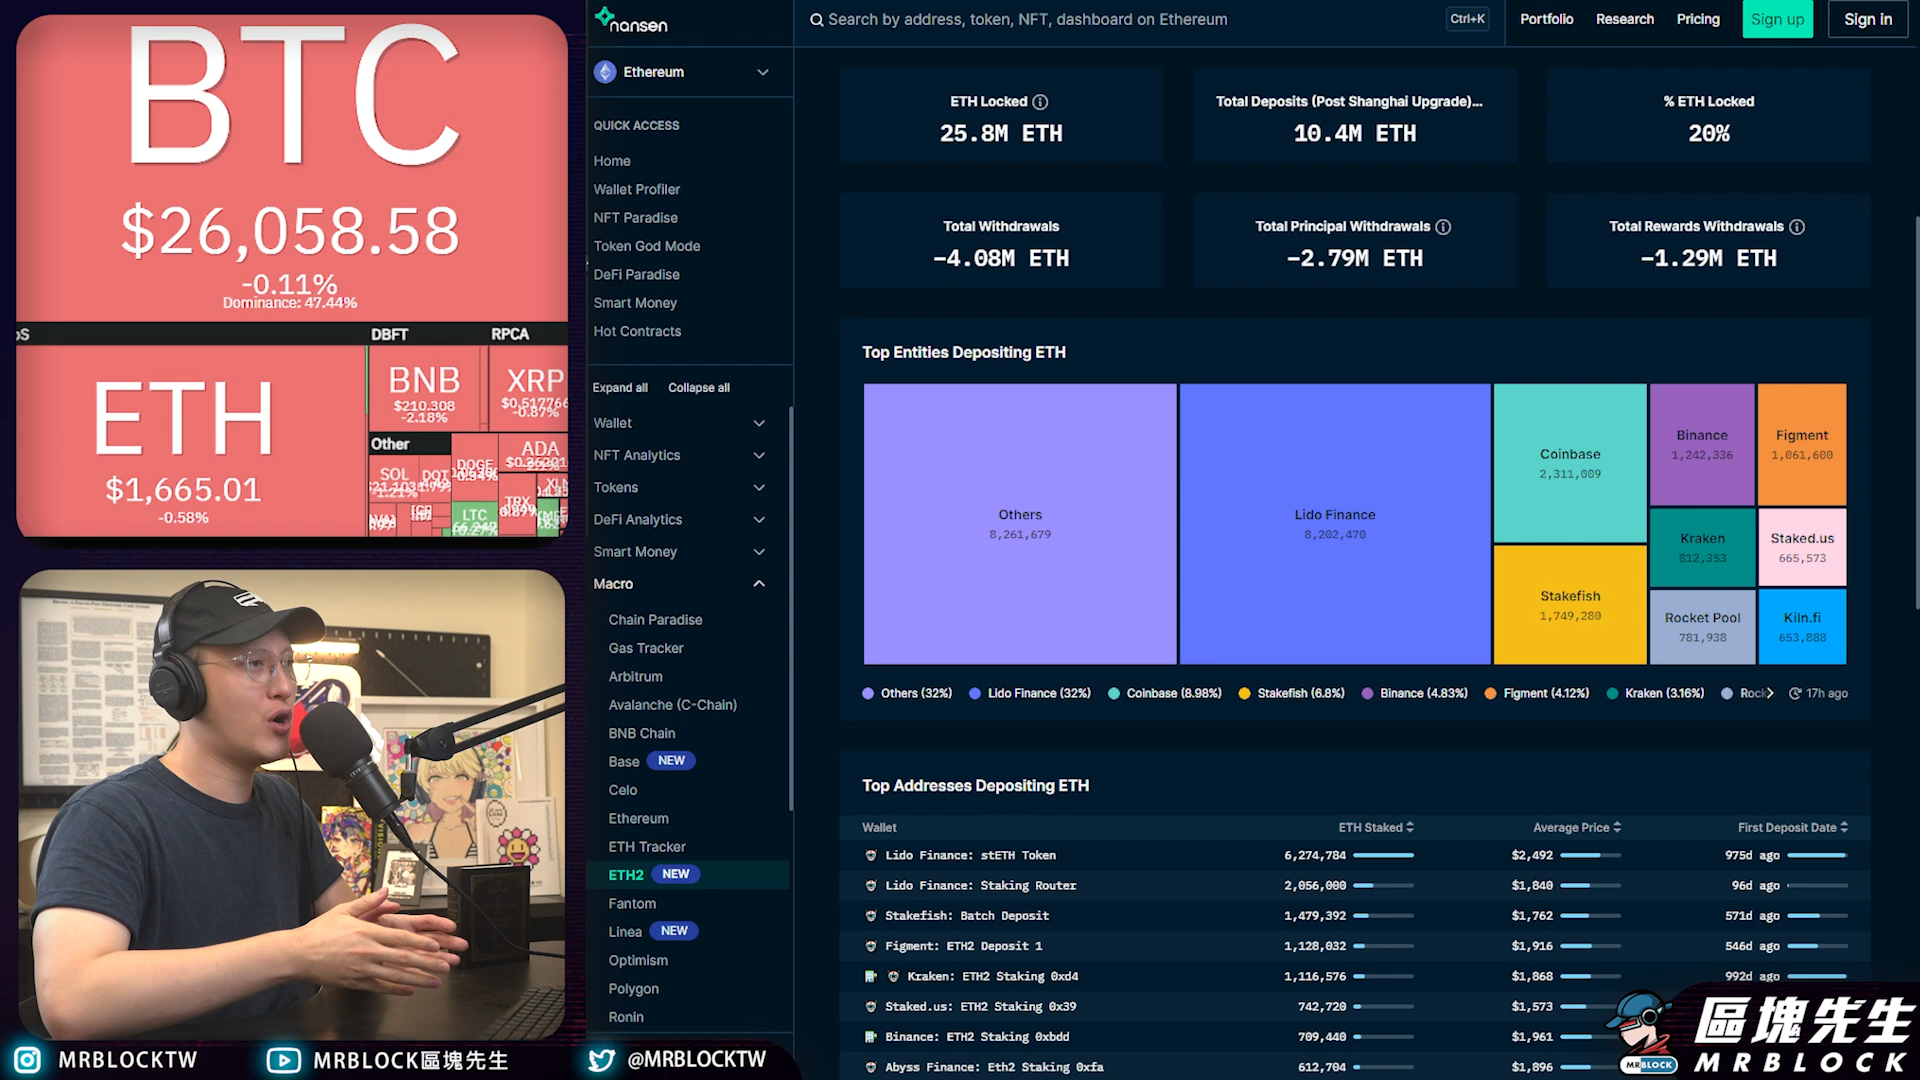 BTC
$26,058.58
-0.11%
Dominance: 47.44%
DBFT
RPCA
ETH
$1,665.01
-0.58%
BNB
$210.308
-2.18%
XRP
$0.517766
-0.87%
Other
ADA
SOL
DOT
DOGE
TRX
LTC
nansen
Search by address, token, NFT, dashboard on Ethereum
Ctrl+K
Portfolio
Research
Pricing
Sign up
Sign in
Ethereum
QUICK ACCESS
Home
Wallet Profiler
NFT Paradise
Token God Mode
DeFi Paradise
Smart Money
Hot Contracts
Expand all Collapse all
Wallet
NFT Analytics
Tokens
DeFi Analytics
Smart Money
Macro
Chain Paradise
Gas Tracker
Arbitrum
Avalanche (C-Chain)
BNB Chain
Base NEW
Celo
Ethereum
ETH Tracker
ETH2 NEW
Fantom
Linea NEW
Optimism
Polygon
Ronin
ETH Locked
25.8M ETH
Total Deposits (Post Shanghai Upgrade)...
10.4M ETH
% ETH Locked
20%
Total Withdrawals
-4.08M ETH
Total Principal Withdrawals
-2.79M ETH
Total Rewards Withdrawals
-1.29M ETH
Top Entities Depositing ETH
Others
8,261,679
Lido Finance
8,202,470
Coinbase
2,311,009
Stakefish
1,749,280
Binance
1,242,336
Figment
1,061,600
Kraken
812,353
Staked.us
665,573
Rocket Pool
781,938
Kiln.fi
653,888
Others (32%) Lido Finance (32%) Coinbase (8.98%) Stakefish (6.8%) Binance (4.83%) Figment (4.12%) Kraken (3.16%) Rock 17h ago
Top Addresses Depositing ETH
Wallet ETH Staked Average Price First Deposit Date
Lido Finance: stETH Token 6,274,784 $2,492 975d ago
Lido Finance: Staking Router 2,056,000 $1,840 96d ago
Stakefish: Batch Deposit 1,479,392 $1,762 571d ago
Figment: ETH2 Deposit 1 1,128,032 $1,916 546d ago
Kraken: ETH2 Staking 0xd4 1,116,576 $1,868 992d ago
Staked.us: ETH2 Staking 0x39 742,720 $1,573
Binance: ETH2 Staking 0xbdd 709,440 $1,961
Abyss Finance: Eth2 Staking 0xfa 612,704 $1,896
MRBLOCKTW
MRBLOCK區塊先生
@MRBLOCKTW
MRBLOCK
區塊先生
MRBLOCK